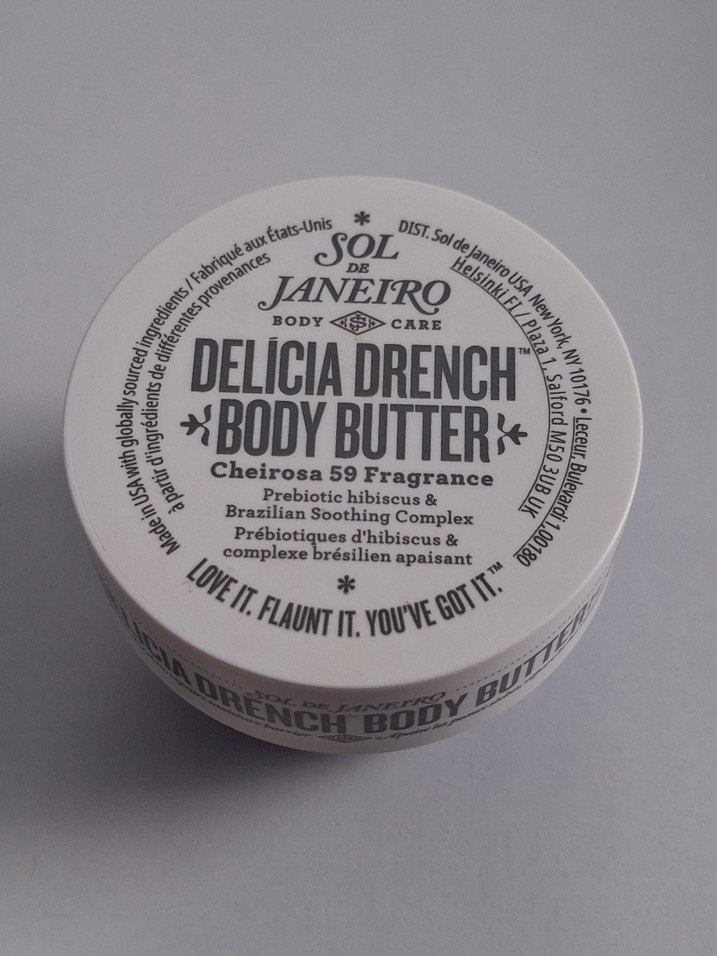 Made in USA with globally sourced ingredients / Fabriqué aux États-Unis
à partir d'ingrédients de différentes provenances
DIST. Sol de Janeiro USA New York, NY 10176 • Leceur, Bulevardi 1, 00180
Helsinki FI / Plaza 1, Salford M50 3UB UK
SOL
DE
JANEIRO
BODY CARE
DELÍCIA DRENCH™
BODY BUTTER
Cheirosa 59 Fragrance
Prebiotic hibiscus &
Brazilian Soothing Complex
Prébiotiques d'hibiscus &
complexe brésilien apaisant
LOVE IT. FLAUNT IT. YOU'VE GOT IT.™
SOL DE JANEIRO
DELÍCIA DRENCH™ BODY BUTTER
moisture barrier